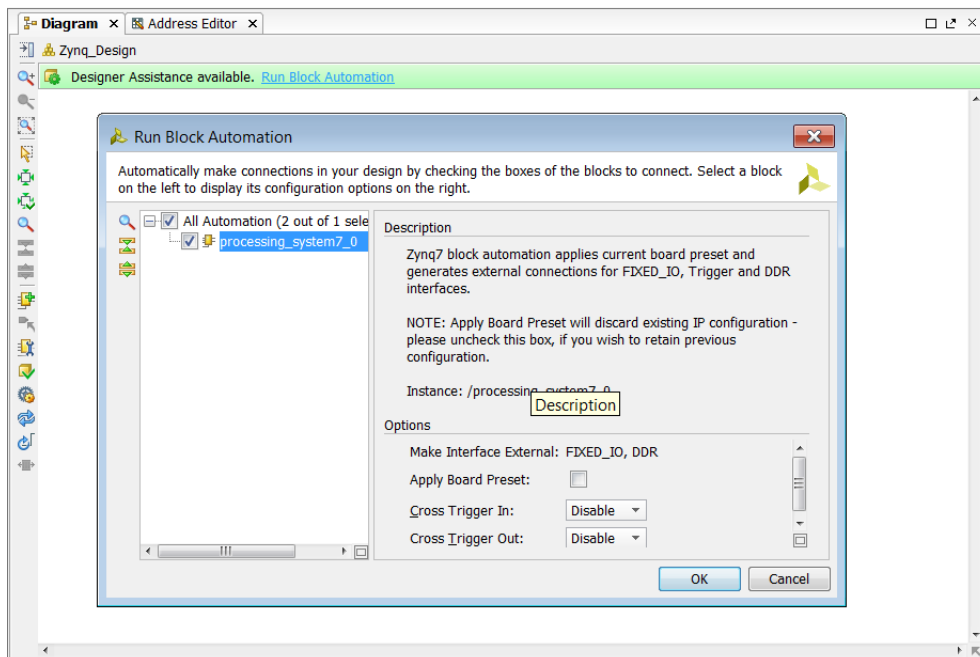 Diagram
Address Editor
Zynq_Design
Designer Assistance available. Run Block Automation
Run Block Automation
Automatically make connections in your design by checking the boxes of the blocks to connect. Select a block
on the left to display its configuration options on the right.
All Automation (2 out of 1 sele
processing_system7_0
Description
Zynq7 block automation applies current board preset and
generates external connections for FIXED_IO, Trigger and DDR
interfaces.
NOTE: Apply Board Preset will discard existing IP configuration -
please uncheck this box, if you wish to retain previous
configuration.
Instance: /processing_system7_0
Description
Options
Make Interface External: FIXED_IO, DDR
Apply Board Preset:
Cross Trigger In: Disable
Cross Trigger Out: Disable
OK Cancel